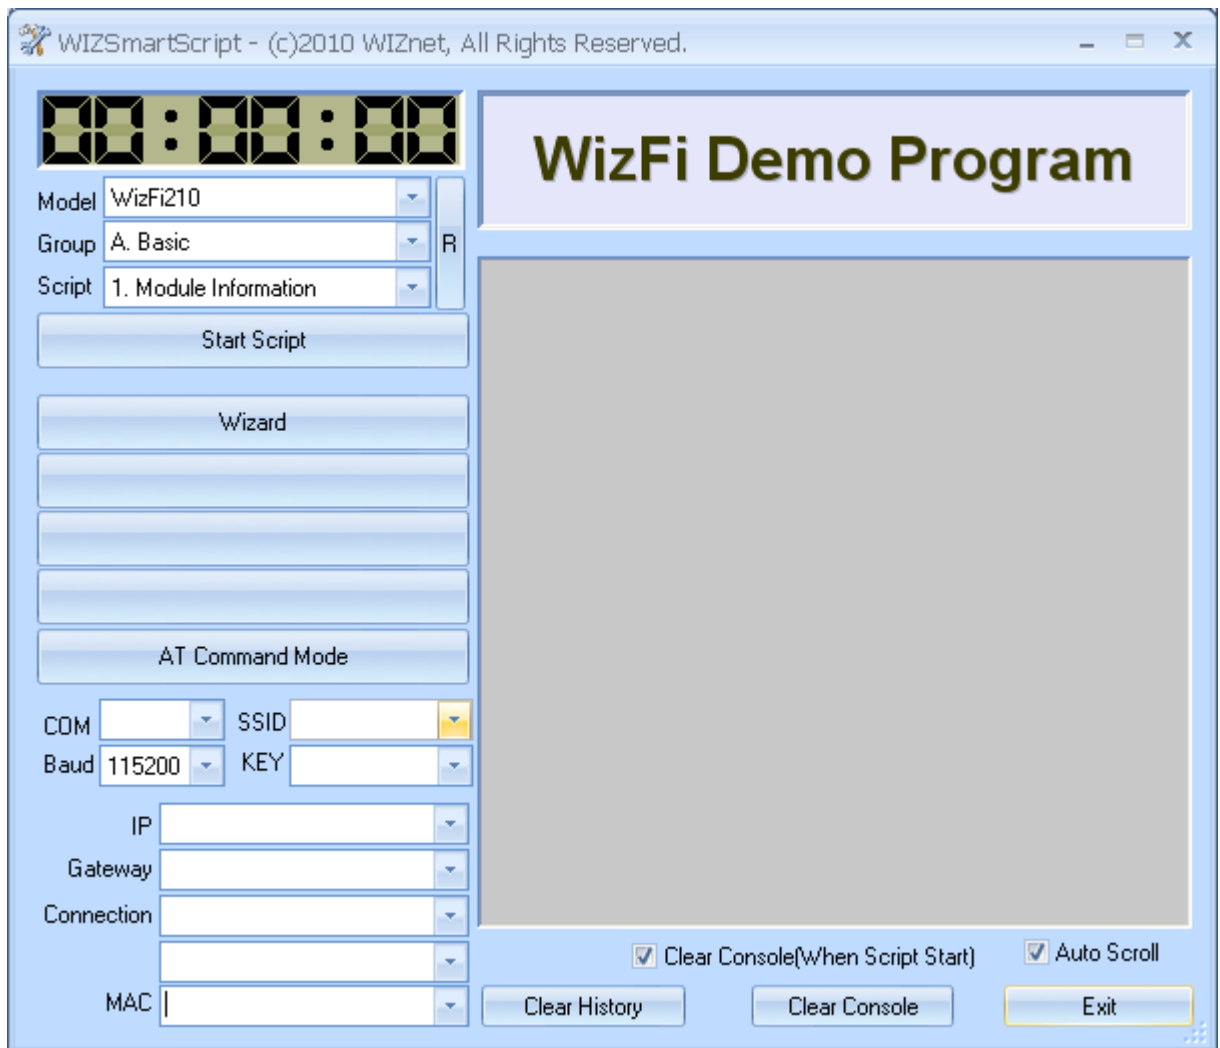 WIZSmartScript - (c)2010 WIZnet, All Rights Reserved.
00:00:00
WizFi Demo Program
Model WizFi210
Group A. Basic
R
Script 1. Module Information
Start Script
Wizard
AT Command Mode
COM
SSID
Baud 115200
KEY
IP
Gateway
Connection
MAC
Clear Console(When Script Start)
Auto Scroll
Clear History
Clear Console
Exit